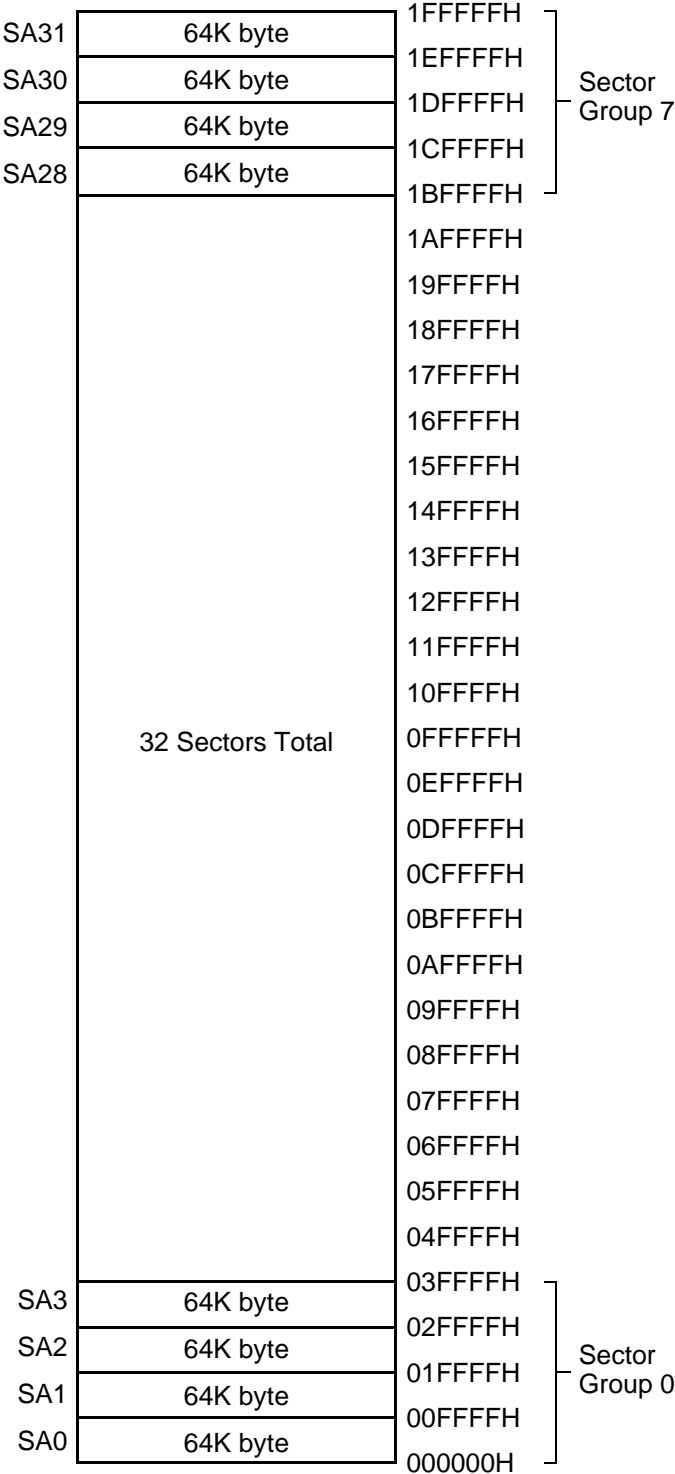 1FFFFFH
SA31 64K byte
1EFFFFH
SA30 64K byte
Sector
Group 7
1DFFFFH
SA29 64K byte
1CFFFFH
SA28 64K byte
1BFFFFH
1AFFFFH
19FFFFH
18FFFFH
17FFFFH
16FFFFH
15FFFFH
14FFFFH
13FFFFH
12FFFFH
11FFFFH
10FFFFH
32 Sectors Total 0FFFFFH
0EFFFFH
0DFFFFH
0CFFFFH
0BFFFFH
0AFFFFH
09FFFFH
08FFFFH
07FFFFH
06FFFFH
05FFFFH
04FFFFH
03FFFFH
SA3 64K byte
02FFFFH
SA2 64K byte
Sector
Group 0
01FFFFH
SA1 64K byte
00FFFFH
SA0 64K byte
000000H